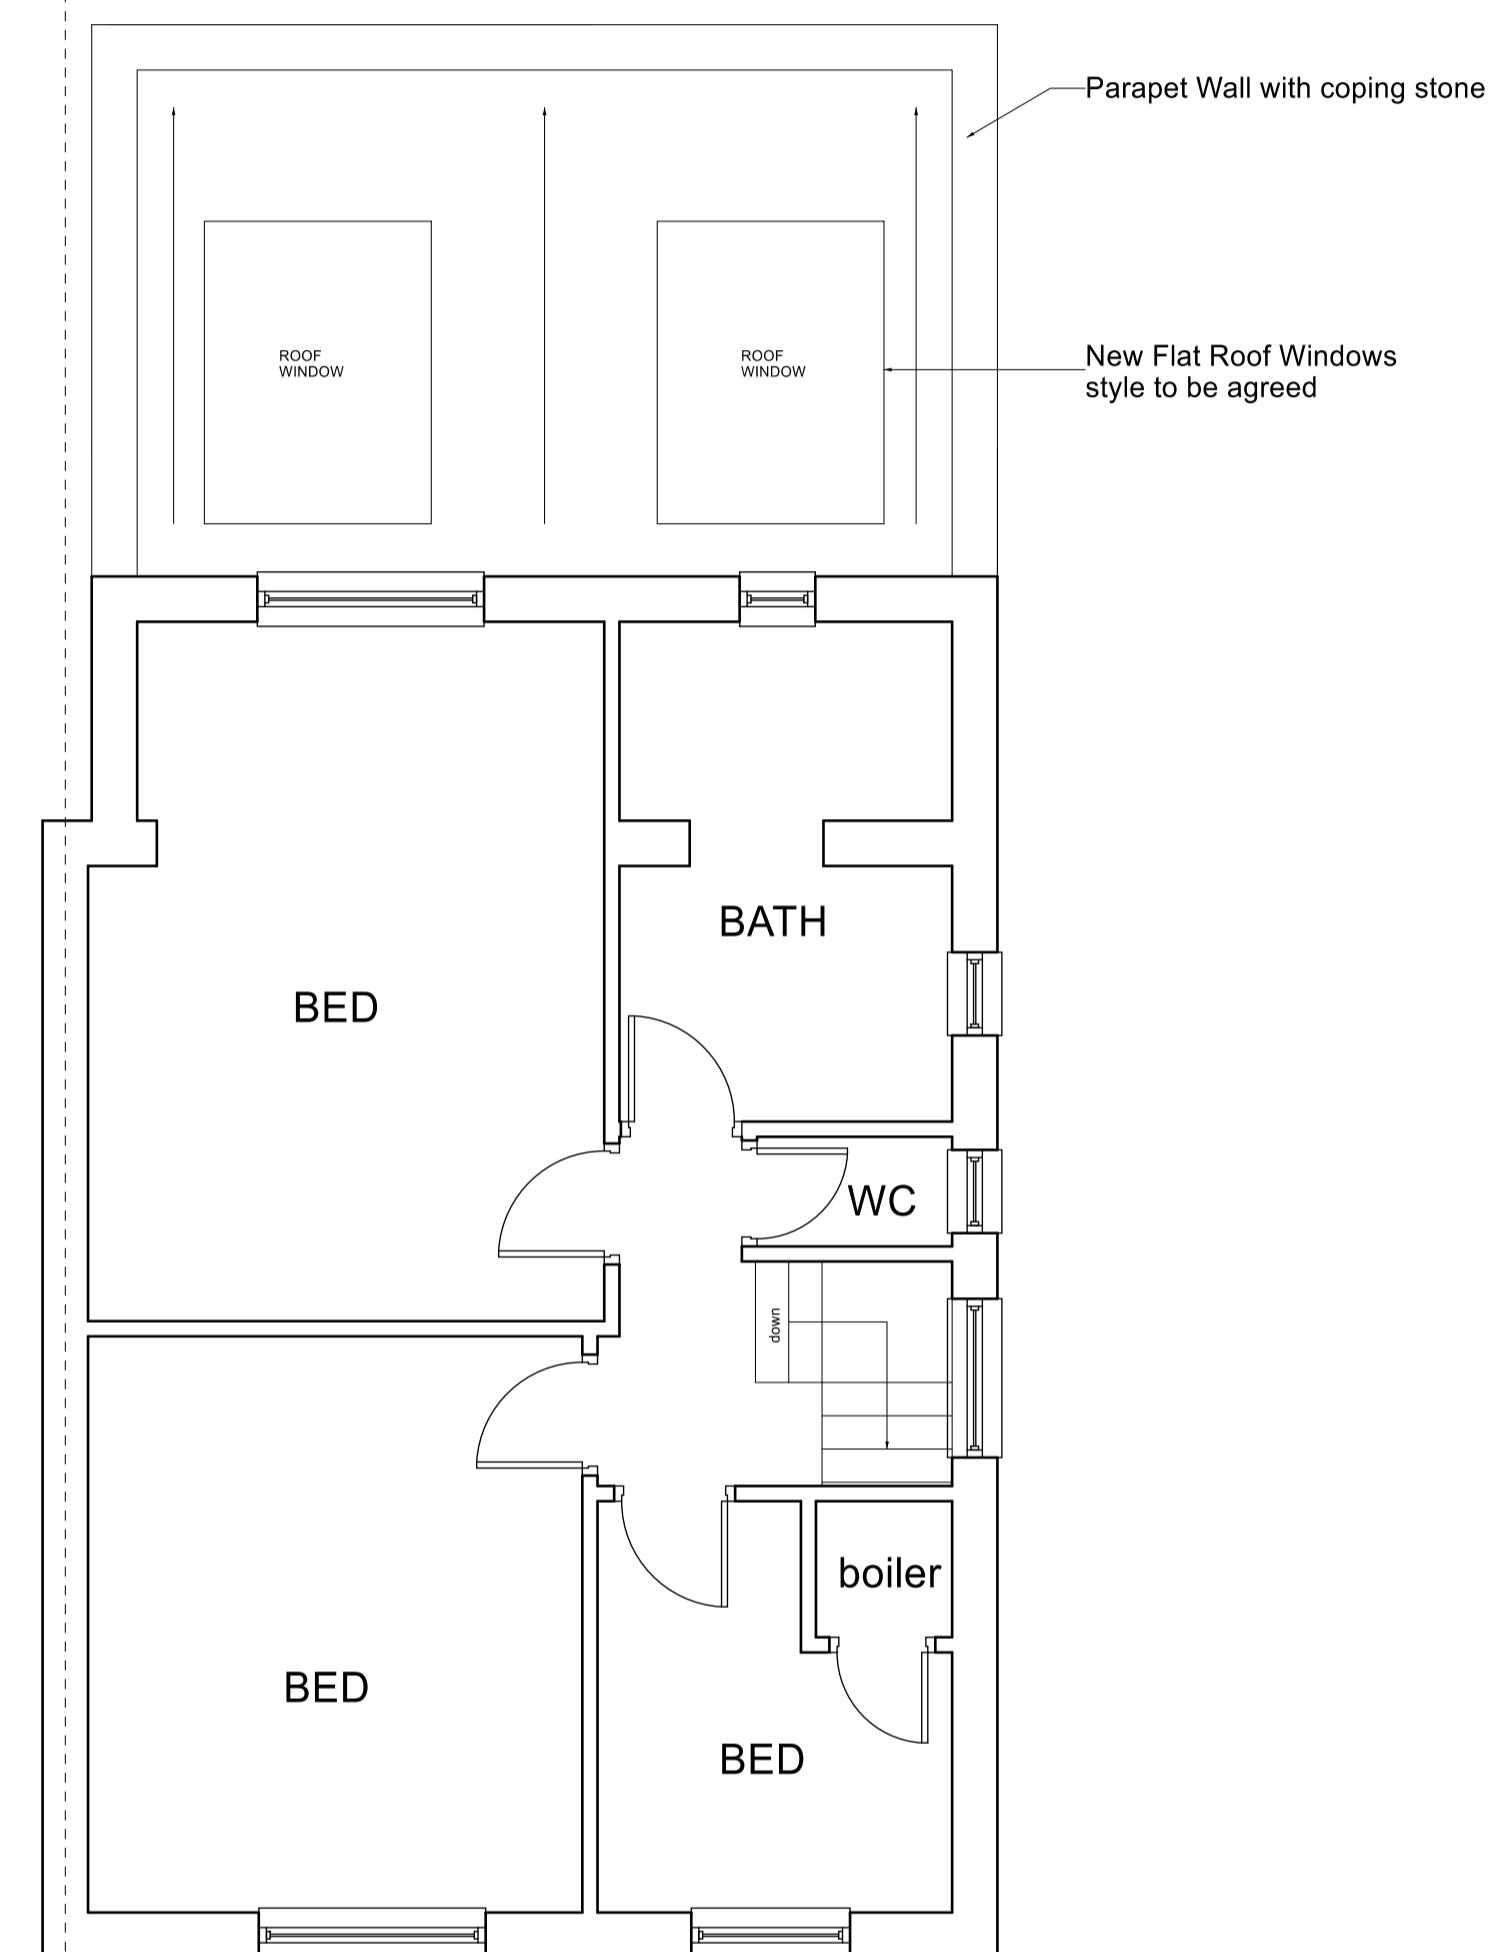 Parapet Wall with coping stone
ROOF
WINDOW
ROOF
WINDOW
New Flat Roof Windows
style to be agreed
BATH
BED
WC
down
boiler
BED
BED